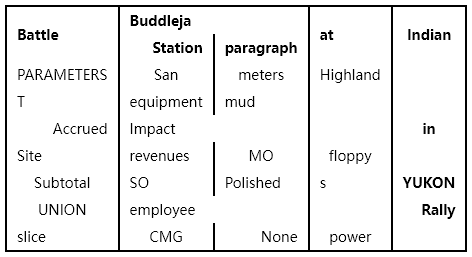 Battle Buddleja at Indian
Station paragraph
PARAMETERS San meters Highland
T equipment mud
Accrued Impact in
Site revenues MO floppy
Subtotal SO Polished s YUKON
UNION employee Rally
slice CMG None power